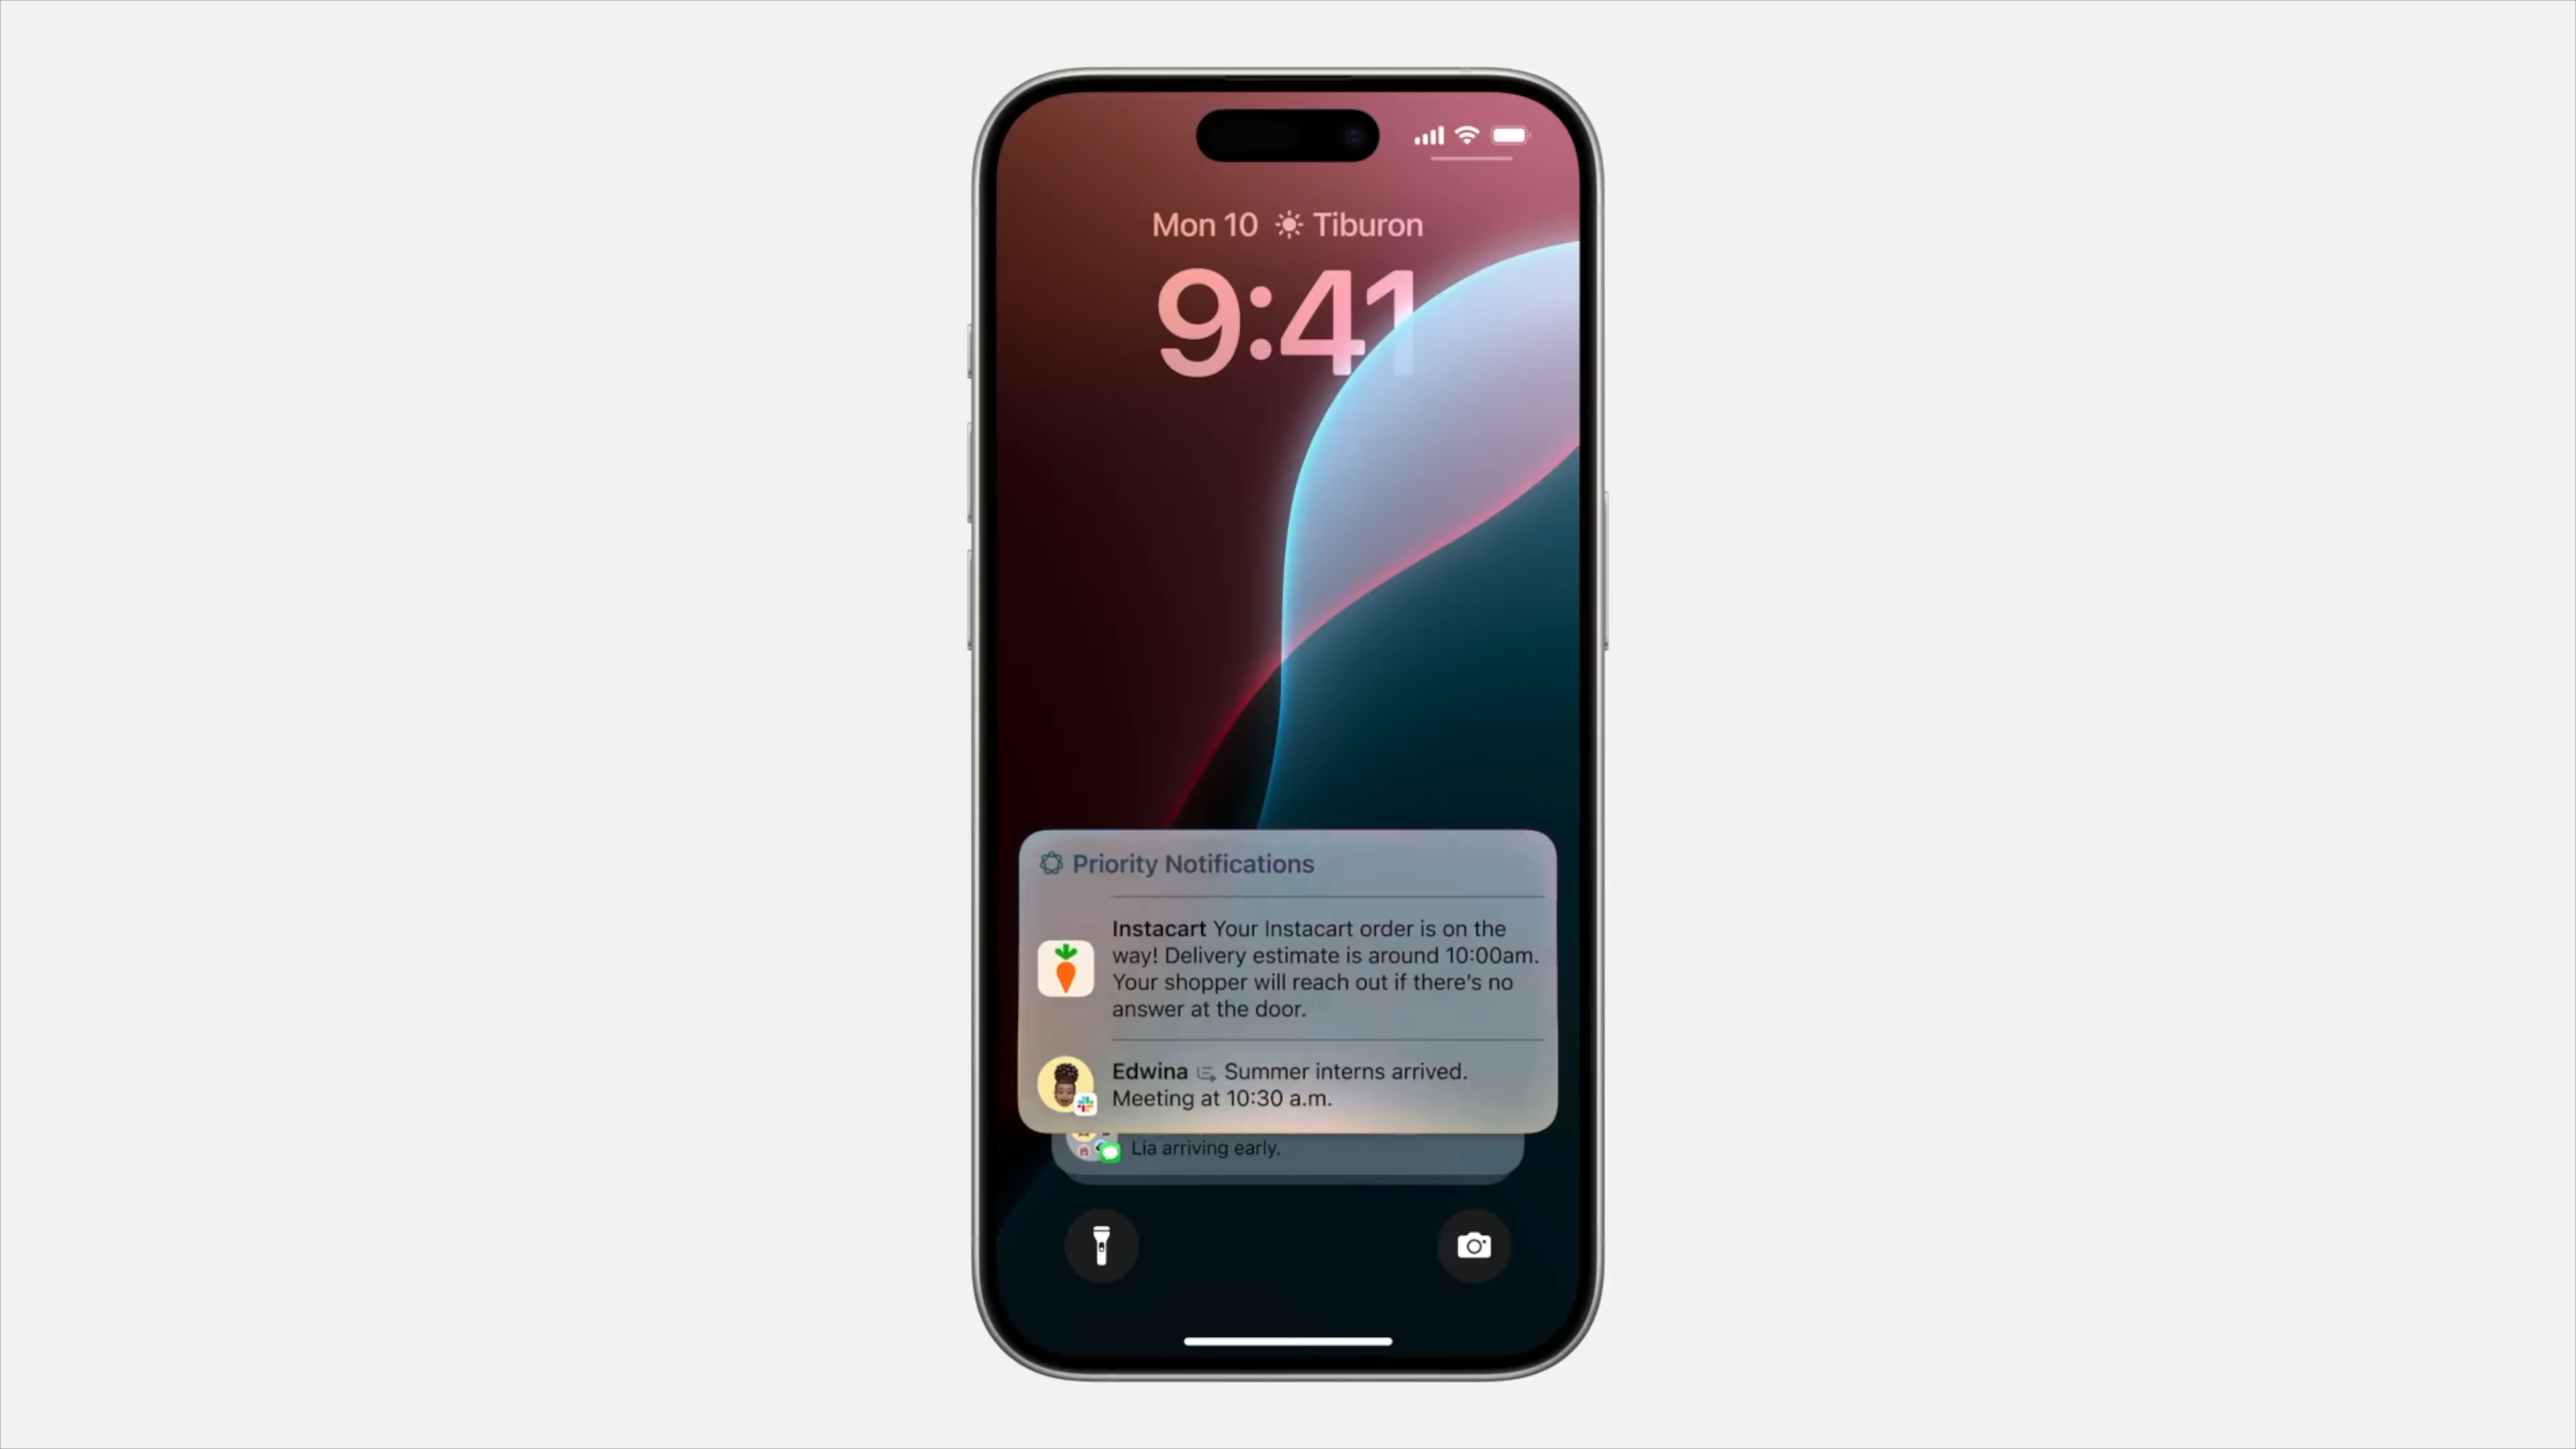 Mon 10 Tiburon
9:41
Priority Notifications
Instacart Your Instacart order is on the
way! Delivery estimate is around 10:00am.
Your shopper will reach out if there's no
answer at the door.
Edwina Summer interns arrived.
Meeting at 10:30 a.m.
Lia arriving early.